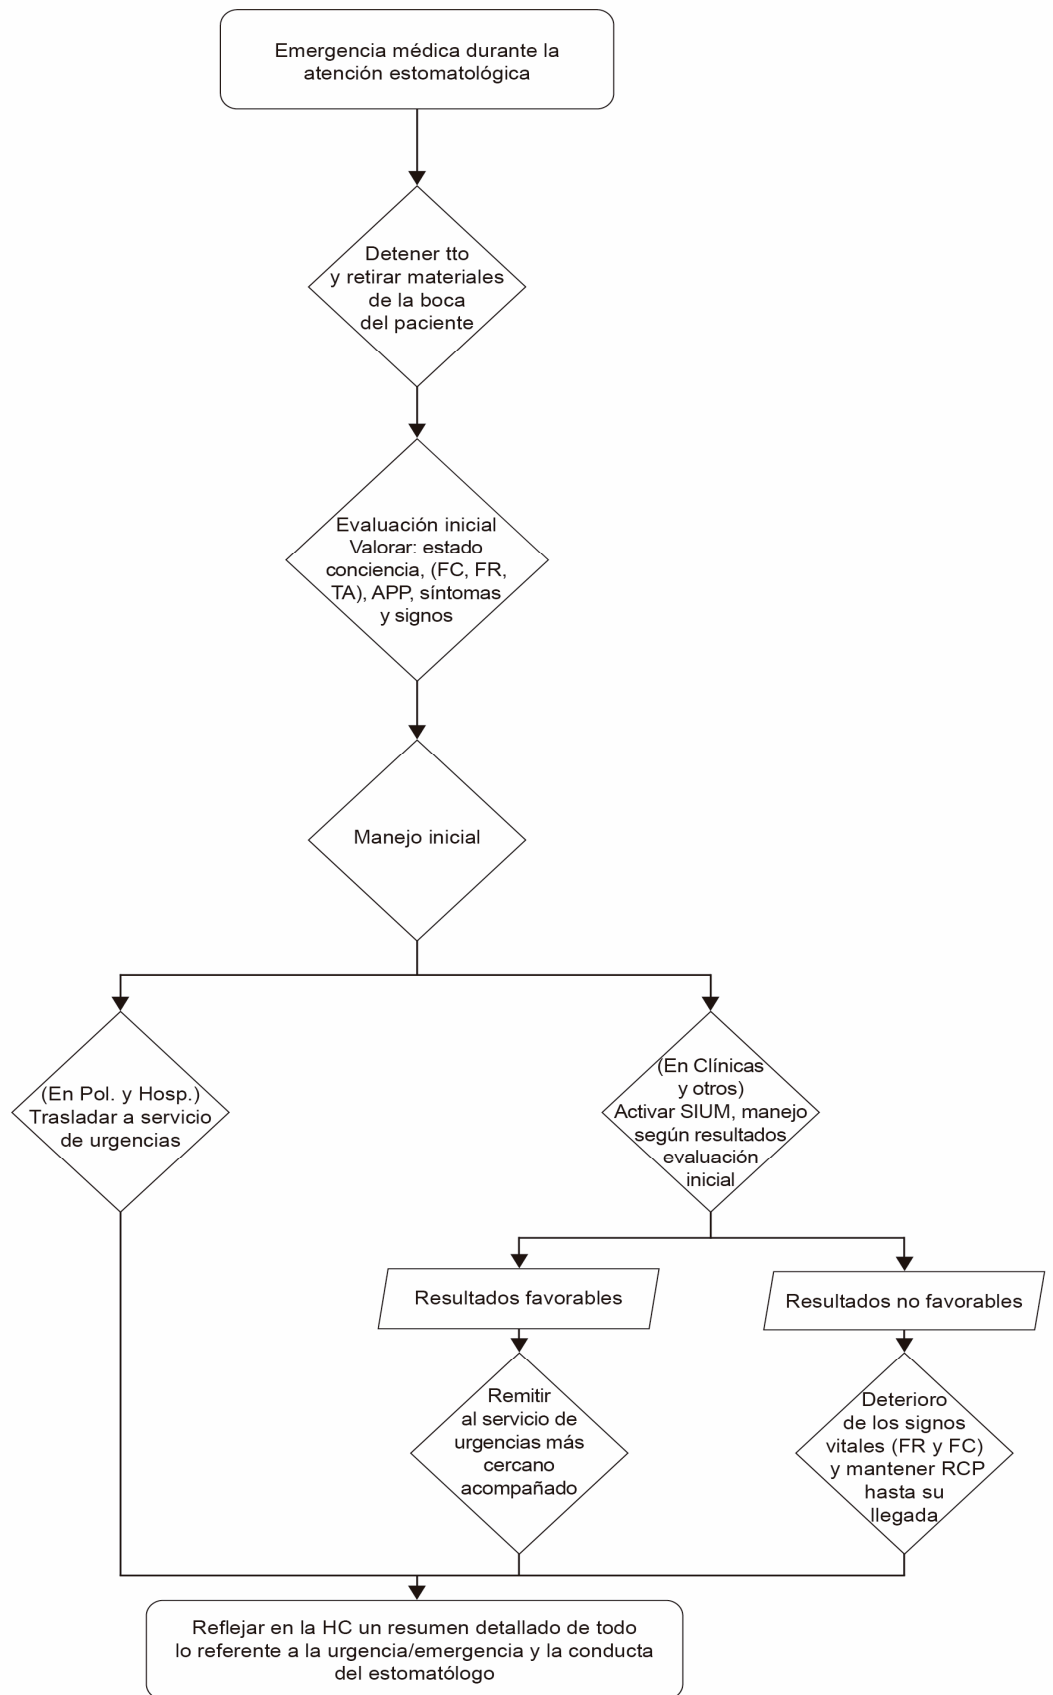 Emergencia médica durante la
atención estomatológica
Detener tto
y retirar materiales
de la boca
del paciente
Evaluación inicial
Valorar: estado
conciencia, (FC, FR,
TA), APP, síntomas
y signos
Manejo inicial
(En Pol. y Hosp.)
Trasladar a servicio
de urgencias
(En Clínicas
y otros)
Activar SIUM, manejo
según resultados
evaluación
inicial
Resultados favorables
Resultados no favorables
Remitir
al servicio de
urgencias más
cercano
acompañado
Deterioro
de los signos
vitales (FR y FC)
y mantener RCP
hasta su
llegada
Reflejar en la HC un resumen detallado de todo
lo referente a la urgencia/emergencia y la conducta
del estomatólogo